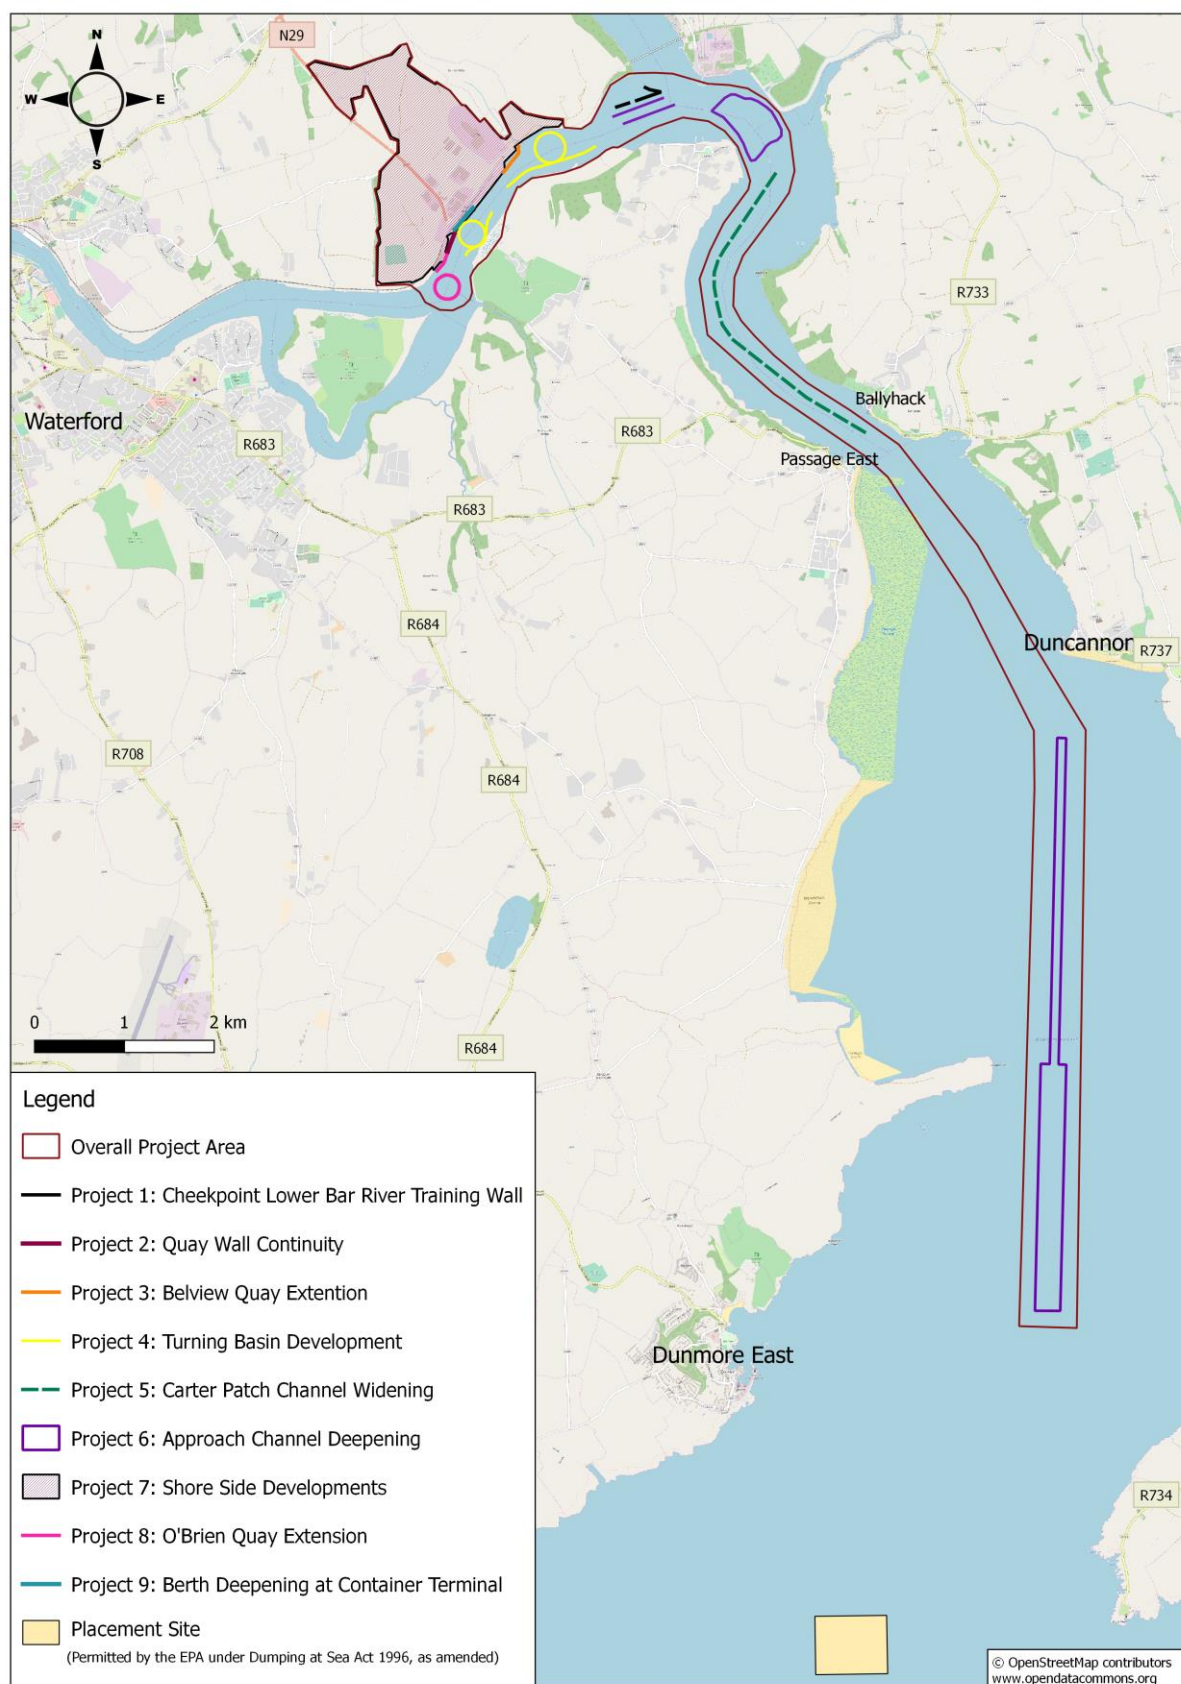 N29
N
W
E
S
R733
Ballyhack
Waterford
R683
R683
Passage East
R683
R684
Duncannon
R737
R708
R684
0 1 2 km
R684
Legend
Overall Project Area
Project 1: Cheekpoint Lower Bar River Training Wall
Project 2: Quay Wall Continuity
Project 3: Belview Quay Extention
Project 4: Turning Basin Development
Dunmore East
Project 5: Carter Patch Channel Widening
Project 6: Approach Channel Deepening
Project 7: Shore Side Developments
R734
Project 8: O'Brien Quay Extension
Project 9: Berth Deepening at Container Terminal
Placement Site
(Permitted by the EPA under Dumping at Sea Act 1996, as amended)
© OpenStreetMap contributors
www.opendatacommons.org